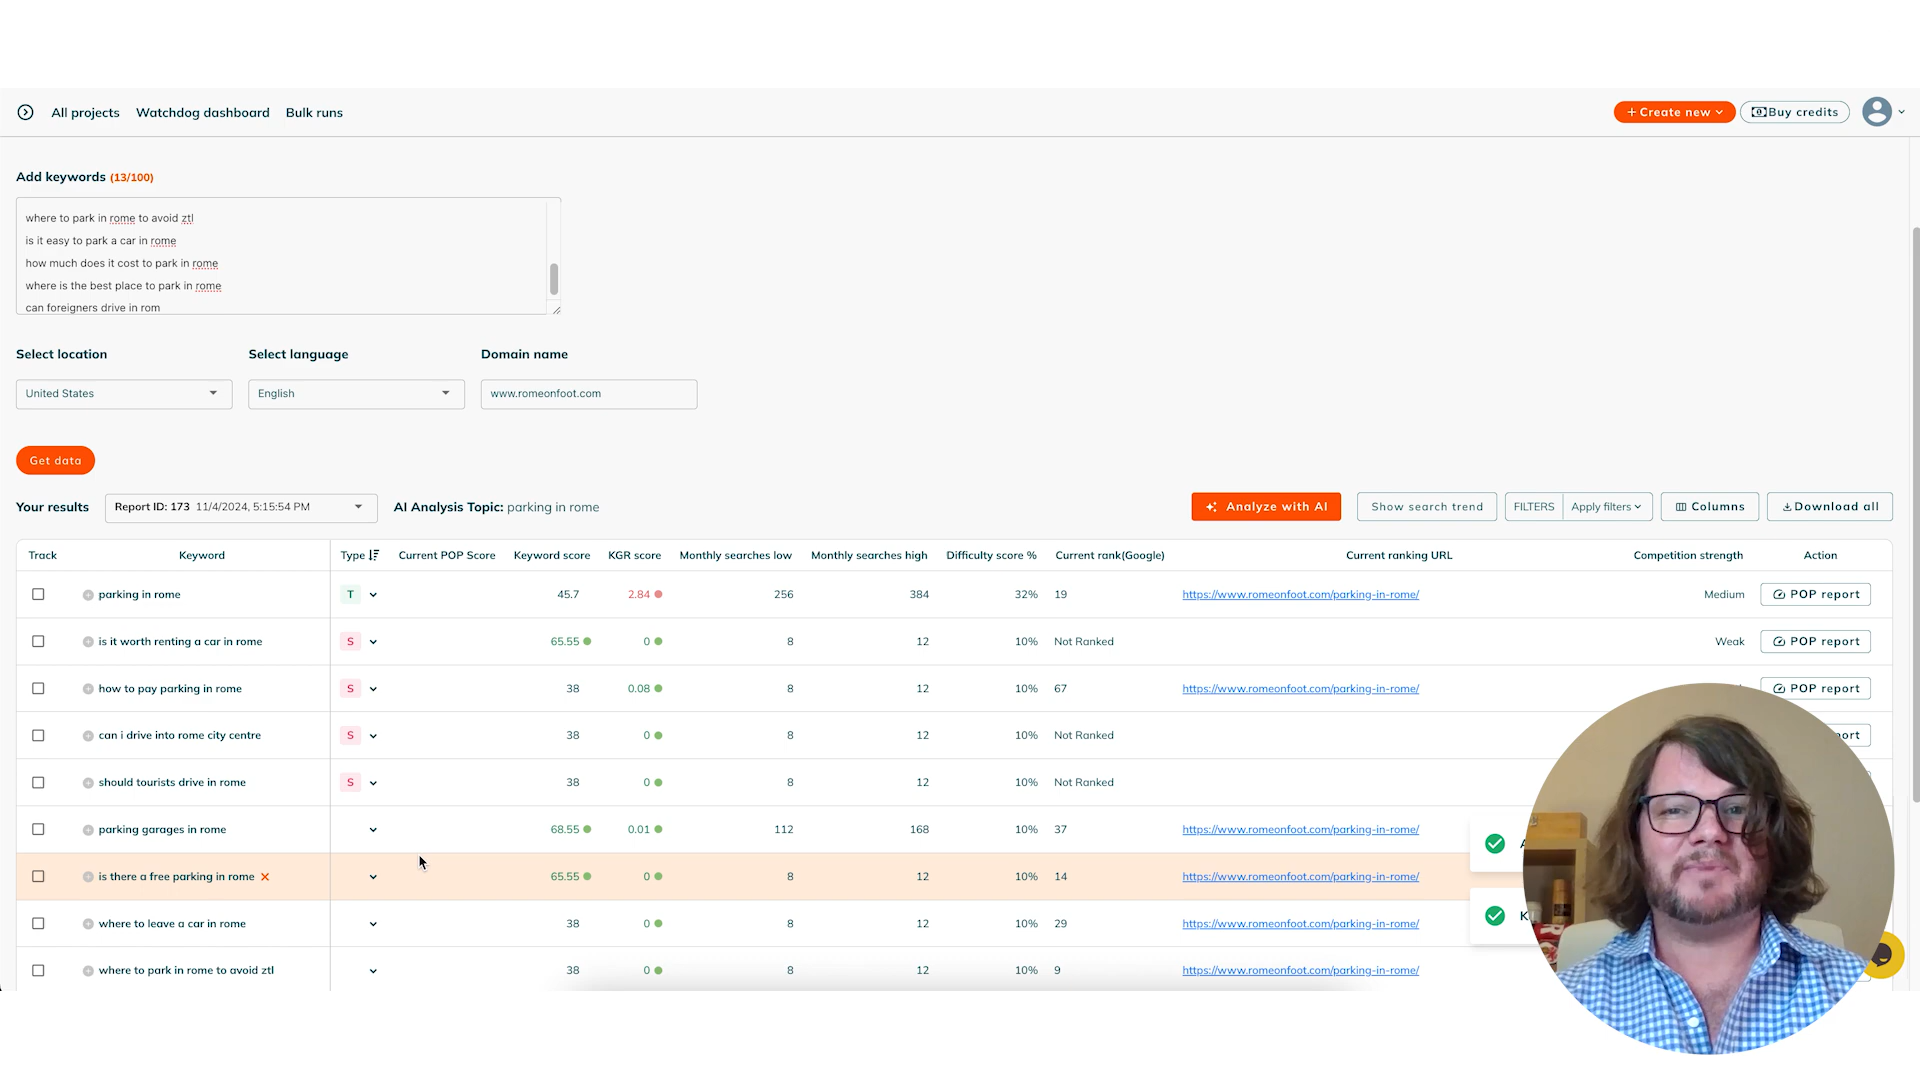 All projects Watchdog dashboard Bulk runs + Create new Buy credits
Add keywords (13/100)
where to park in rome to avoid ztl
is it easy to park a car in rome
how much does it cost to park in rome
where is the best place to park in rome
can foreigners drive in rom
Select location Select language Domain name
United States English www.romeonfoot.com
Get data
Your results Report ID: 173 11/4/2024, 5:15:54 PM AI Analysis Topic: parking in rome Analyze with AI Show search trend FILTERS Apply filters Columns Download all
Track Keyword Type Current POP Score Keyword score KGR score Monthly searches low Monthly searches high Difficulty score % Current rank(Google) Current ranking URL Competition strength Action
parking in rome T 45.7 2.84 256 384 32% 19 https://www.romeonfoot.com/parking-in-rome/ Medium POP report
is it worth renting a car in rome S 65.55 0 8 12 10% Not Ranked Weak POP report
how to pay parking in rome S 38 0.08 8 12 10% 67 https://www.romeonfoot.com/parking-in-rome/ POP report
can i drive into rome city centre S 38 0 8 12 10% Not Ranked
should tourists drive in rome S 38 0 8 12 10% Not Ranked
parking garages in rome 68.55 0.01 112 168 10% 37 https://www.romeonfoot.com/parking-in-rome/
is there a free parking in rome 65.55 0 8 12 10% 14 https://www.romeonfoot.com/parking-in-rome/
where to leave a car in rome 38 0 8 12 10% 29 https://www.romeonfoot.com/parking-in-rome/
where to park in rome to avoid ztl 38 0 8 12 10% 9 https://www.romeonfoot.com/parking-in-rome/